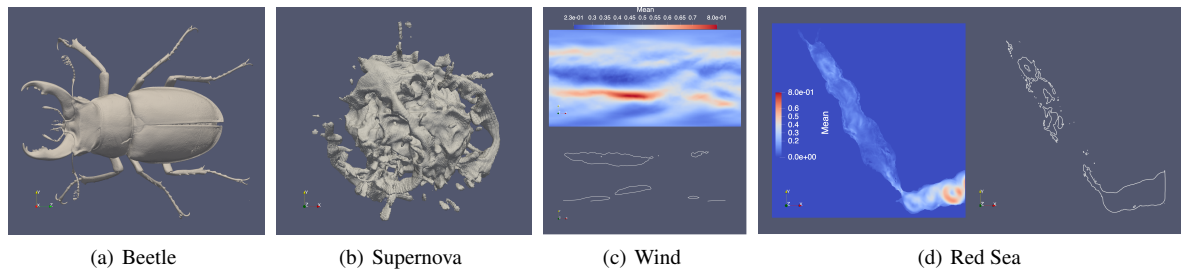 Mean
2.3e-01 0.3 0.35 0.4 0.45 0.5 0.55 0.6 0.65 0.7 8.0e-01
8.0e-01
0.6
0.5
0.4
0.3
0.2
0.0e+00
Mean
(a) Beetle
(b) Supernova
(c) Wind
(d) Red Sea